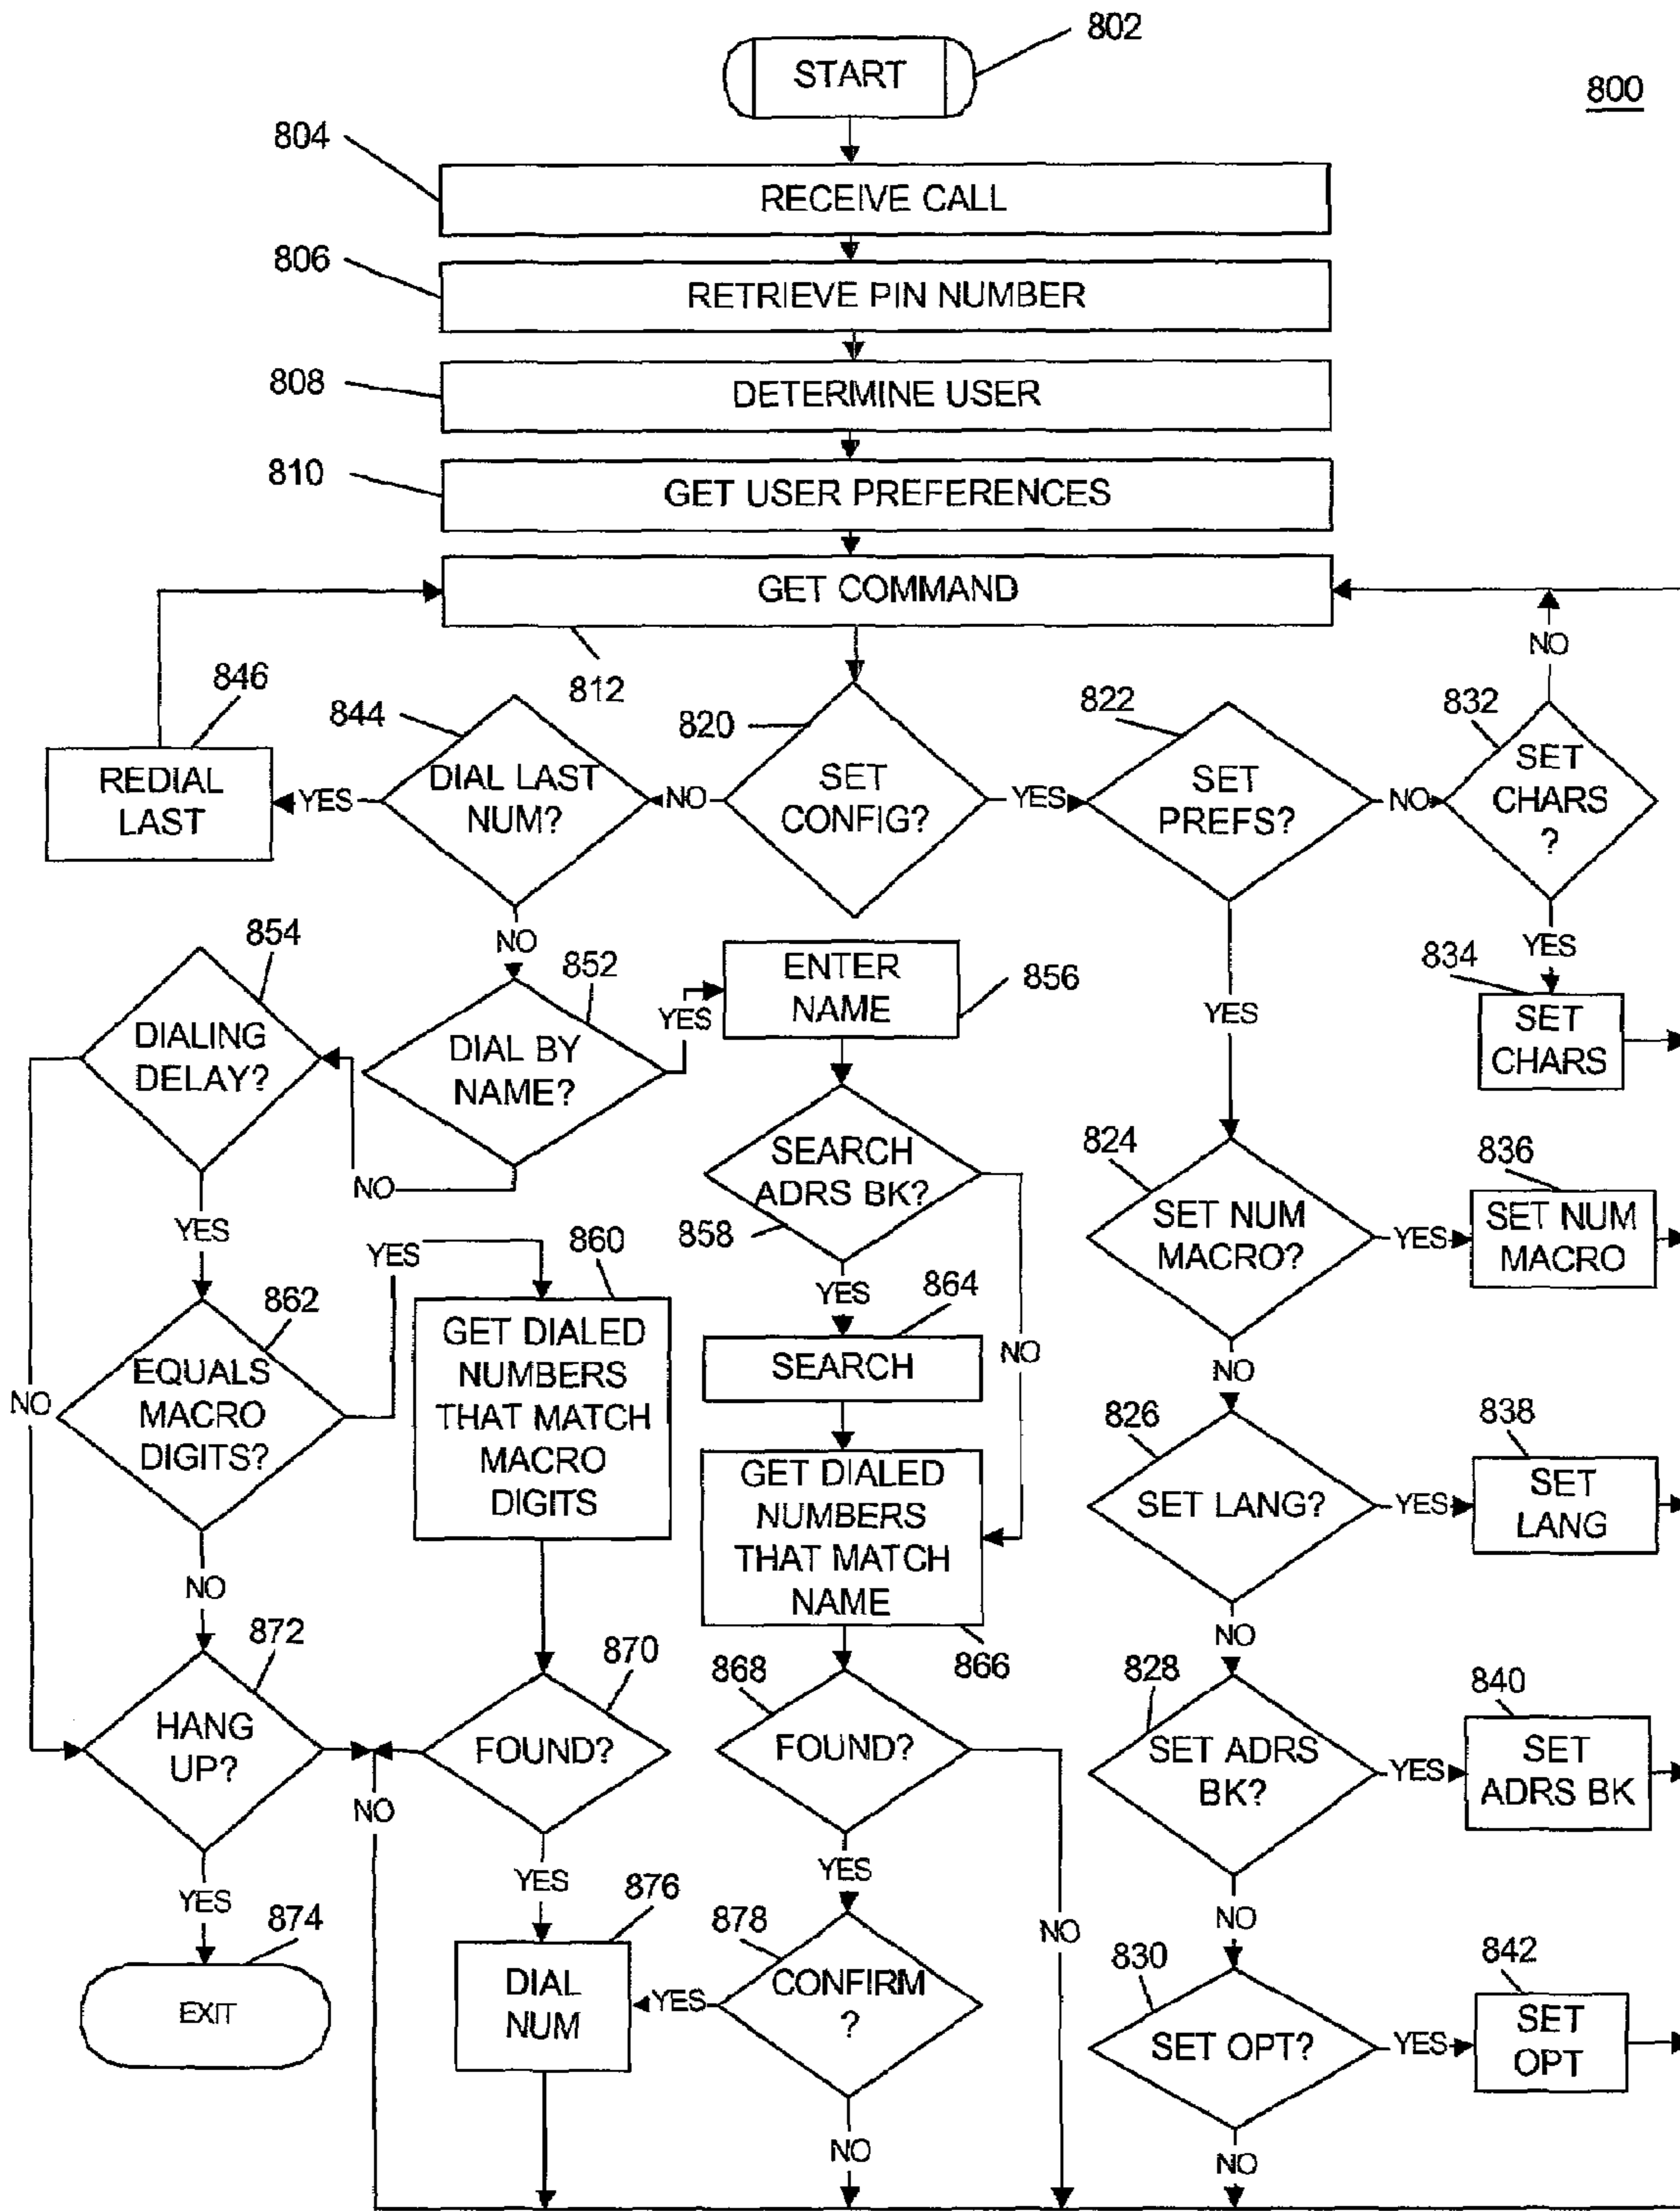 802
START
800
804
RECEIVE CALL
806
RETRIEVE PIN NUMBER
808
DETERMINE USER
810
GET USER PREFERENCES
GET COMMAND
812
NO
846
844
820
822
832
REDIAL
LAST
YES
DIAL LAST
NUM?
NO
SET
CONFIG?
YES
SET
PREFS?
NO
SET
CHARS
?
NO
YES
854
852
ENTER
NAME
856
834
YES
YES
SET
CHARS
DIALING
DELAY?
DIAL BY
NAME?
NO
YES
SEARCH
ADRS BK?
858
NO
824
SET NUM
MACRO?
YES
836
SET NUM
MACRO
YES
860
862
YES
864
GET DIALED
NUMBERS
THAT MATCH
MACRO
DIGITS
SEARCH
NO
EQUALS
MACRO
DIGITS?
NO
826
838
GET DIALED
NUMBERS
THAT MATCH
NAME
866
SET LANG?
YES
SET
LANG
NO
NO
872
870
868
828
840
HANG
UP?
FOUND?
FOUND?
SET ADRS
BK?
YES
SET
ADRS BK
NO
YES
YES
YES
NO
NO
874
876
878
830
842
EXIT
DIAL
NUM
YES
CONFIRM
?
SET OPT?
YES
SET
OPT
NO
NO